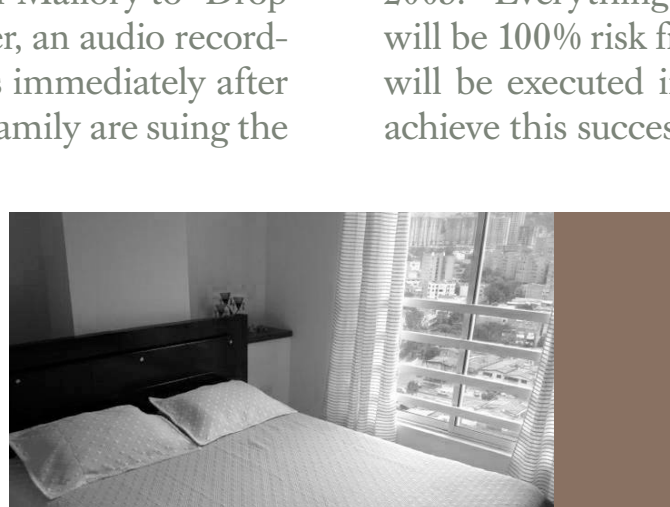 Mallory to "Drop
er, an audio record-
s immediately after
amily are suing the
2005. "Everything
will be 100% risk f
will be executed i
achieve this succes